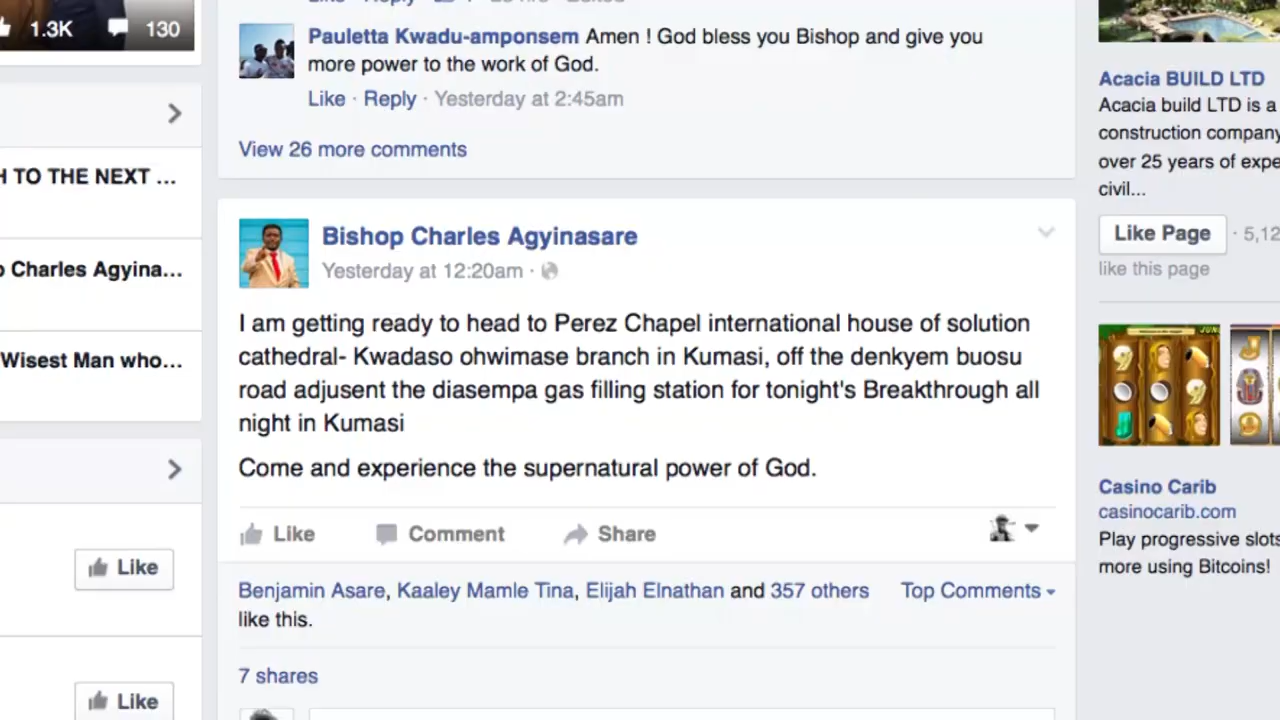 1.3K 130
H TO THE NEXT ...
Charles Agyina...
Wisest Man who...
Like
Like
Pauletta Kwadu-amponsem Amen ! God bless you Bishop and give you
more power to the work of God.
Like · Reply · Yesterday at 2:45am
View 26 more comments
Bishop Charles Agyinasare
Yesterday at 12:20am ·
I am getting ready to head to Perez Chapel international house of solution
cathedral- Kwadaso ohwimase branch in Kumasi, off the denkyem buosu
road adjusent the diasempa gas filling station for tonight's Breakthrough all
night in Kumasi
Come and experience the supernatural power of God.
Like Comment Share
Benjamin Asare, Kaaley Mamle Tina, Elijah Elnathan and 357 others Top Comments
like this.
7 shares
Acacia BUILD LTD
Acacia build LTD is a
construction company
over 25 years of expe
civil...
Like Page · 5,12
like this page
Casino Carib
casinocarib.com
Play progressive slots
more using Bitcoins!